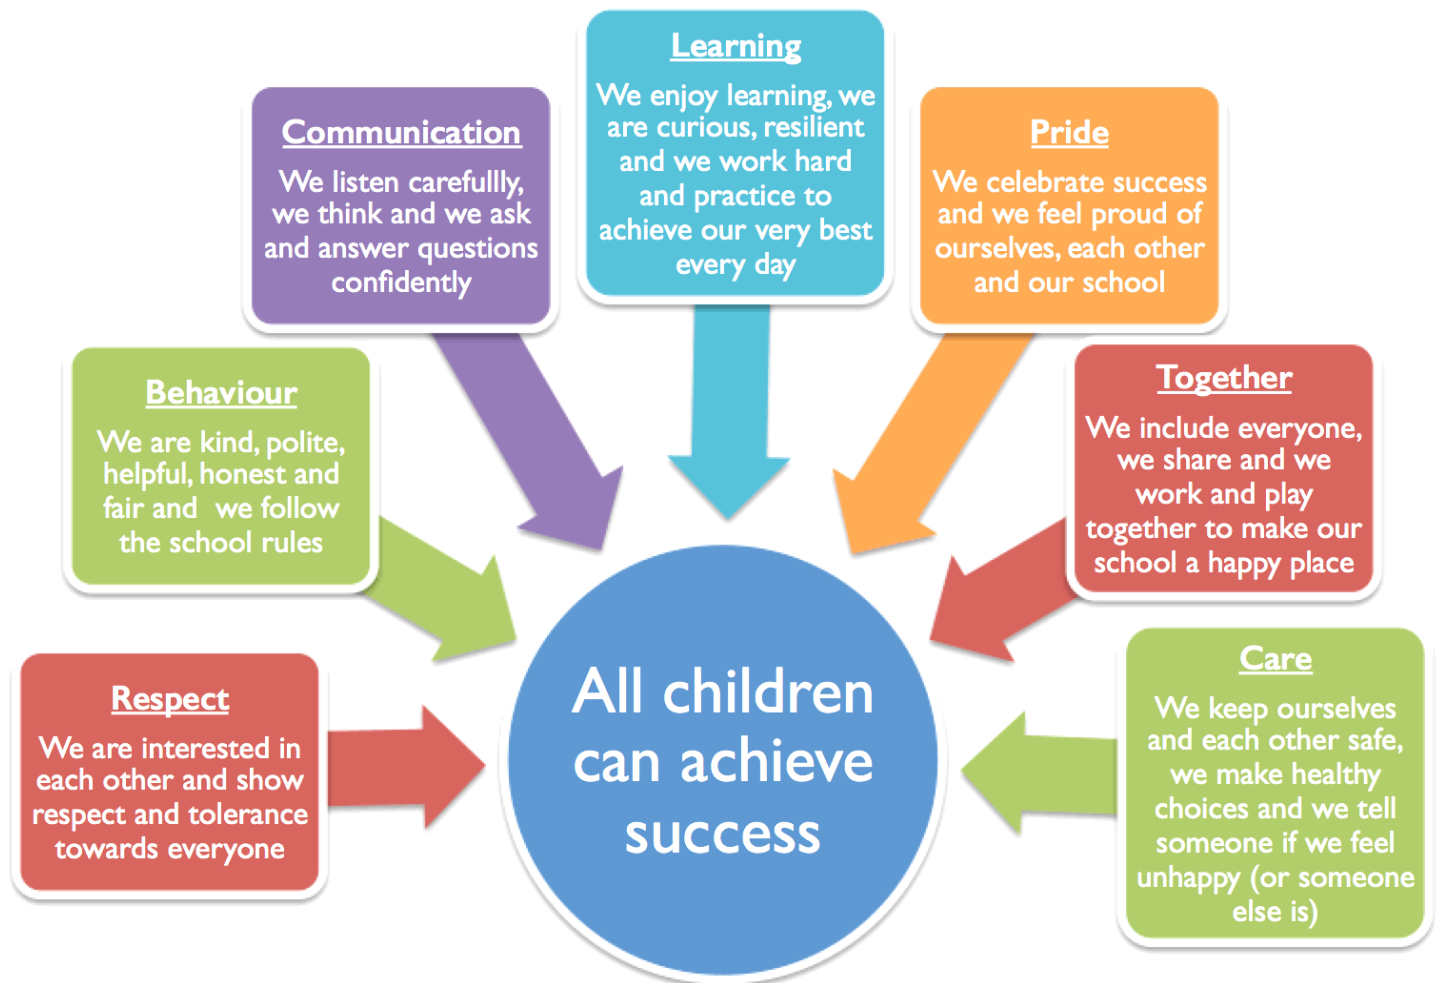 Learning
We enjoy learning, we
are curious, resilient
and we work hard
and practice to
achieve our very best
every day
Communication
We listen carefullly,
we think and we ask
and answer questions
confidently
Pride
We celebrate success
and we feel proud of
ourselves, each other
and our school
Behaviour
We are kind, polite,
helpful, honest and
fair and  we follow
the school rules
Together
We include everyone,
we share and we
work and play
together to make our
school a happy place
Respect
We are interested in
each other and show
respect and tolerance
towards everyone
Care
We keep ourselves
and each other safe,
we make healthy
choices and we tell
someone if we feel
unhappy (or someone
else is)
All children
can achieve
success